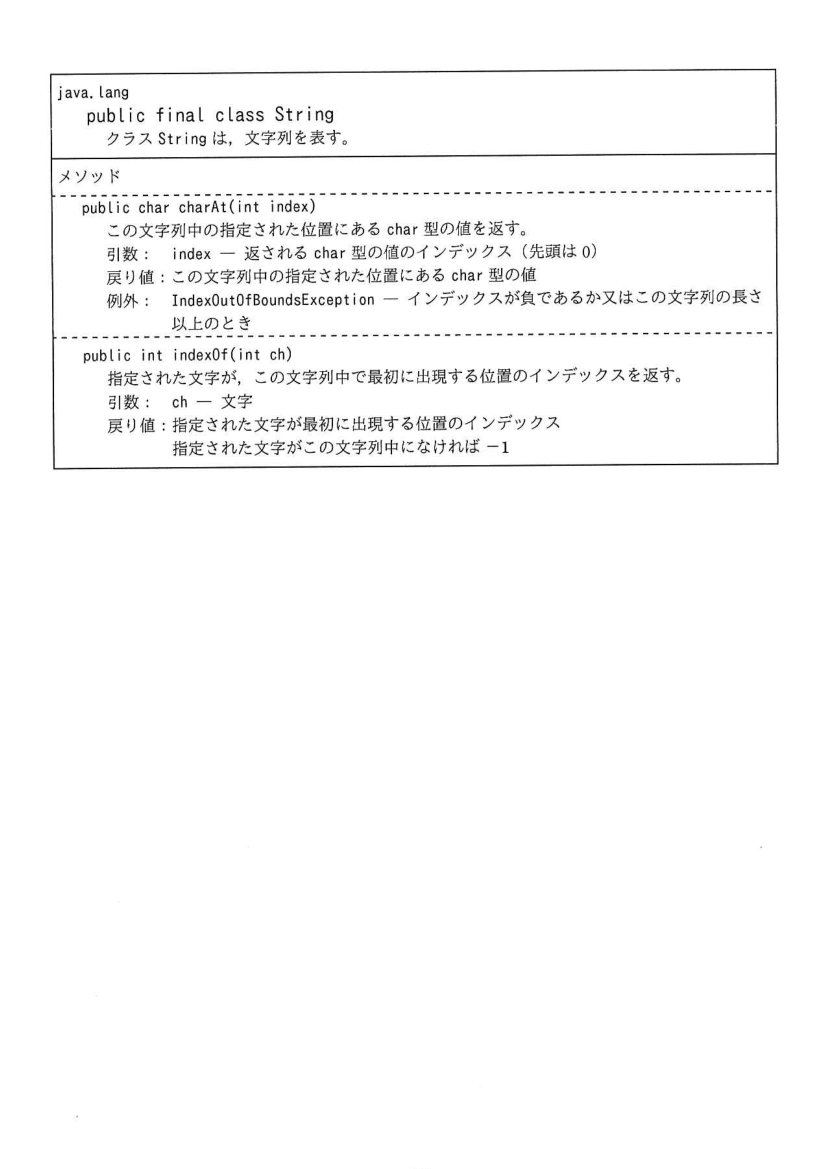 java.lang
public final class String
クラス String は，文字列を表す。
メソッド
public char charAt(int index)
この文字列中の指定された位置にある char 型の値を返す。
引数： index ― 返される char 型の値のインデックス（先頭は 0）
戻り値：この文字列中の指定された位置にある char 型の値
例外： IndexOutOfBoundsException ― インデックスが負であるか又はこの文字列の長さ
以上のとき
public int indexOf(int ch)
指定された文字が，この文字列中で最初に出現する位置のインデックスを返す。
引数： ch ― 文字
戻り値：指定された文字が最初に出現する位置のインデックス
指定された文字がこの文字列中になければ －1